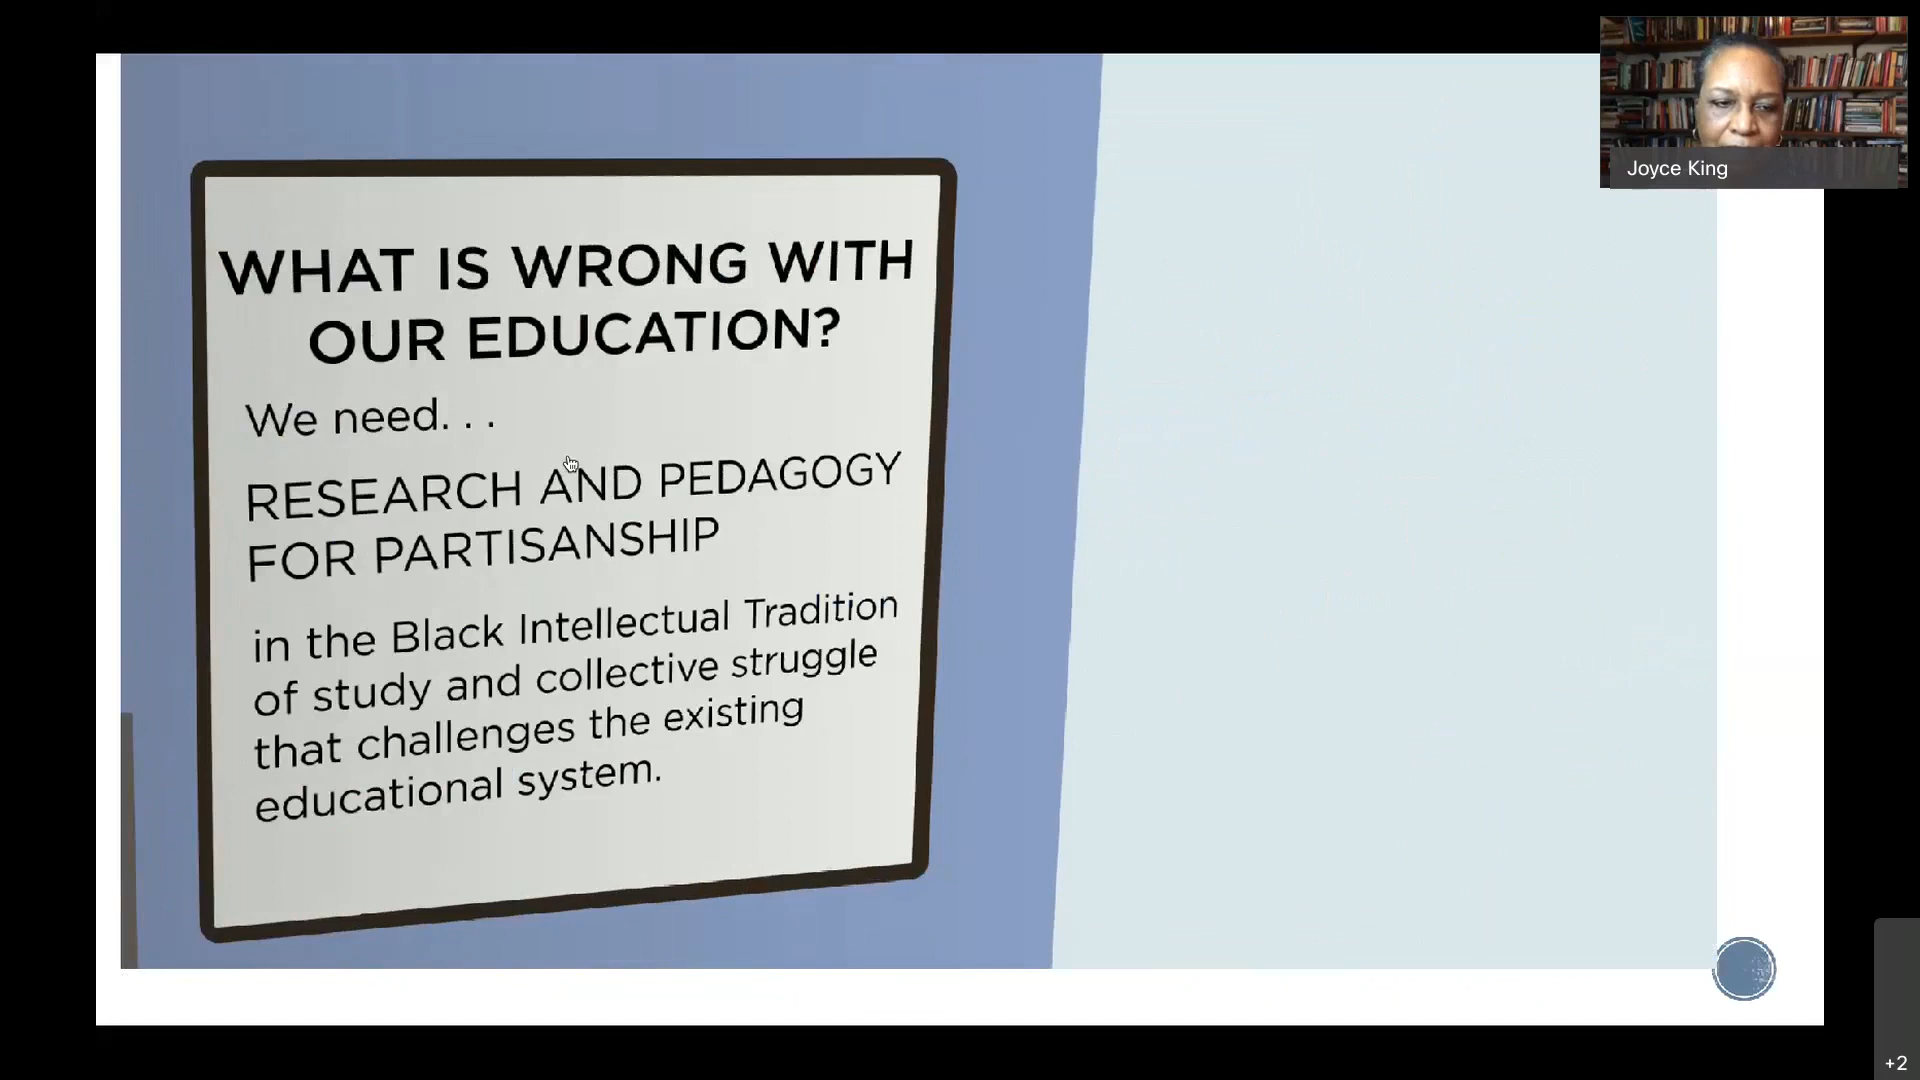 WHAT IS WRONG WITH
OUR EDUCATION?
We need. . .
RESEARCH AND PEDAGOGY
FOR PARTISANSHIP
in the Black Intellectual Tradition
of study and collective struggle
that challenges the existing
educational system.
Joyce King
+2